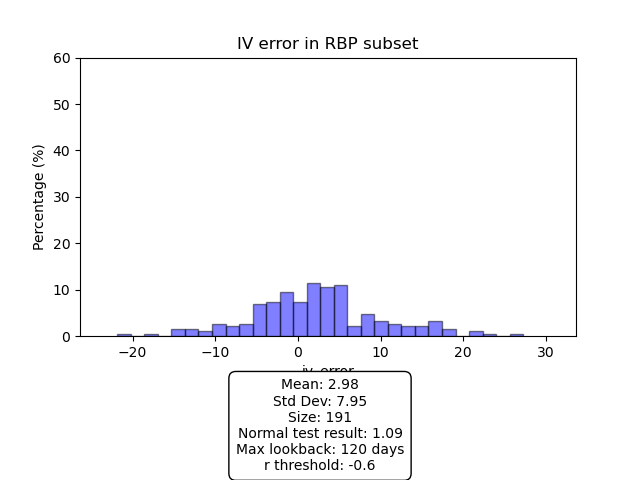 IV error in RBP subset
60
50
40
30
20
10
0
Percentage (%)
−20
−10
0
10
20
30
iv_error
Mean: 2.98
Std Dev: 7.95
Size: 191
Normal test result: 1.09
Max lookback: 120 days
r threshold: -0.6